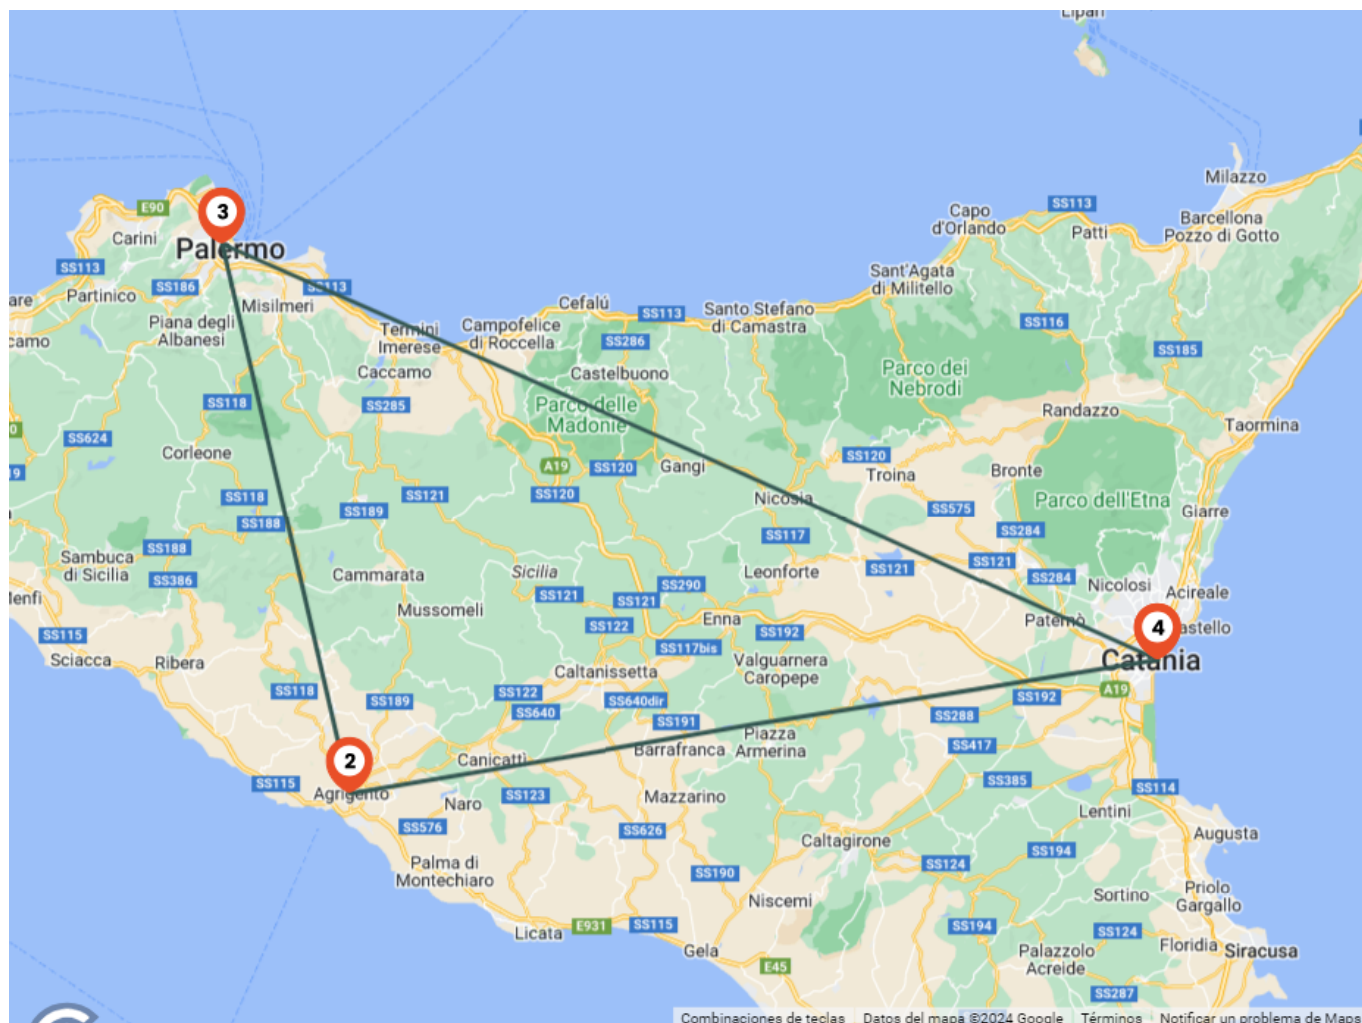 Lipari
Milazzo
3
Capo
d'Orlando
SS113
Barcellona
Pozzo di Gotto
E90
Carini
Palermo
Patti
SS113
SS186
SS113
Sant'Agata
di Militello
Partinico
Misilmeri
Cefalú
SS113
Santo Stefano
di Camastra
SS116
Piana degli
Albanesi
Termini
Imerese
Campofelice
di Roccella
SS286
SS185
Caccamo
Castelbuono
Parco dei
Nebrodi
SS118
SS285
Parco delle
Madonie
Randazzo
Taormina
SS624
Corleone
A19
SS120
Gangi
SS120
Troina
Bronte
SS118
SS121
SS120
Nicosia
Parco dell'Etna
SS188
SS189
SS575
Giarre
SS117
SS284
SS188
Sambuca
di Sicilia
SS386
Cammarata
Sicilia
Leonforte
SS121
SS121
SS284
Nicolosi
Acireale
SS290
SS121
SS121
Mussomeli
Enna
Paternò
4
astello
SS115
SS122
SS192
SS117bis
Sciacca
Ribera
Caltanissetta
Valguarnera
Caropepe
Catania
SS118
SS189
SS122
SS640dir
SS192
A19
SS640
SS191
SS288
2
Canicattì
Barrafranca
Piazza
Armerina
SS417
SS115
Agrigento
Naro
SS123
Mazzarino
SS385
SS114
SS576
SS626
Lentini
Augusta
Caltagirone
SS194
Palma di
Montechiaro
SS190
SS124
Niscemi
Sortino
Priolo
Gargallo
Licata
E931
SS115
SS194
SS124
Gela
Palazzolo
Acreide
Floridia
Siracusa
E45
SS287
Combinaciones de teclas
Datos del mapa ©2024 Google
Términos
Notificar un problema de Maps